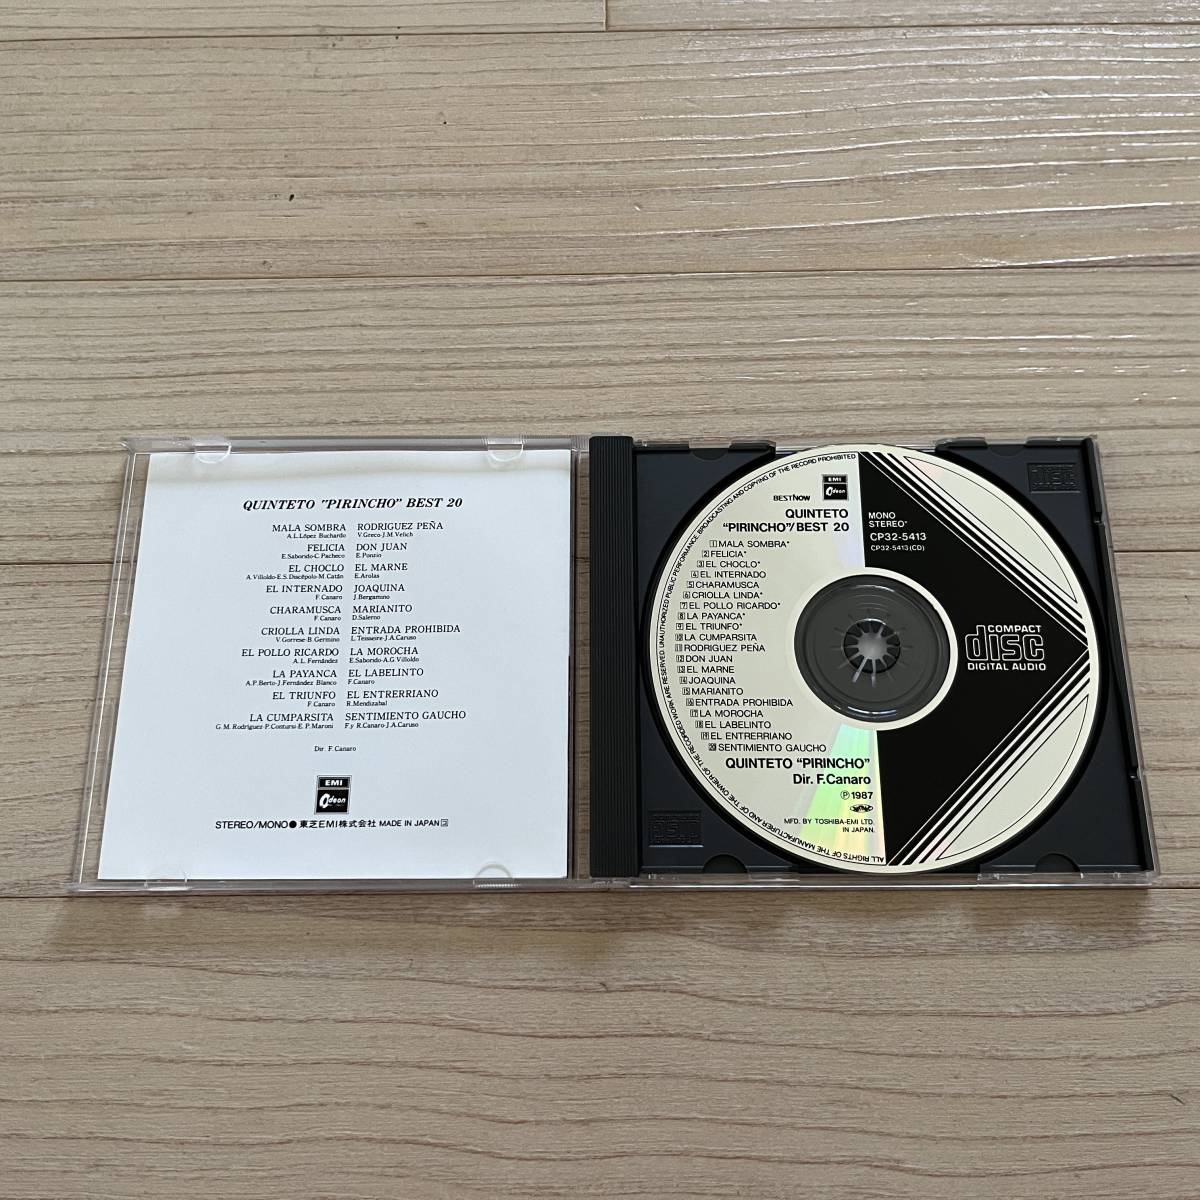 QUINTETO "PIRINCHO" BEST 20
MALA SOMBRA RODRIGUEZ PEÑA
A.L.López Buchardo V.Greco-J.M.Velich
FELICIA DON JUAN
E.Saborido-C.Pacheco E.Ponzio
EL CHOCLO EL MARNE
A.Villoldo-E.S.Discépolo-M.Catán E.Arolas
EL INTERNADO JOAQUINA
F.Canaro J.Bergamino
CHARAMUSCA MARIANITO
F.Canaro D.Salerno
CRIOLLA LINDA ENTRADA PROHIBIDA
V.Gorrese-B.Germino L.Teisseire-J.A.Caruso
EL POLLO RICARDO LA MOROCHA
A.L.Fernández E.Saborido-A.G.Villoldo
LA PAYANCA EL LABELINTO
A.P.Berto-J.Fernández Blanco F.Canaro
EL TRIUNFO EL ENTRERRIANO
F.Canaro R.Mendizabal
LA CUMPARSITA SENTIMIENTO GAUCHO
G.M.Rodríguez-P.Contursi-E.P.Maroni F.y R.Canaro-J.A.Caruso
Dir. F.Canaro
EMI
Odeon
STEREO/MONO● 東芝EMI株式会社 MADE IN JAPAN
ALL RIGHTS OF THE MANUFACTURER AND OF THE OWNER OF THE RECORDED WORK ARE RESERVED. UNAUTHORIZED PUBLIC PERFORMANCE, BROADCASTING AND COPYING OF THE RECORD PROHIBITED
BESTNOW
EMI
Odeon
QUINTETO
"PIRINCHO"/BEST 20
MONO
STEREO*
CP32-5413
CP32-5413(CD)
1 MALA SOMBRA*
2 FELICIA*
3 EL CHOCLO*
4 EL INTERNADO
5 CHARAMUSCA
6 CRIOLLA LINDA*
7 EL POLLO RICARDO*
8 LA PAYANCA*
9 EL TRIUNFO*
10 LA CUMPARSITA
11 RODRIGUEZ PEÑA
12 DON JUAN
13 EL MARNE
14 JOAQUINA
15 MARIANITO
16 ENTRADA PROHIBIDA
17 LA MOROCHA
18 EL LABELINTO
19 EL ENTRERRIANO
20 SENTIMIENTO GAUCHO
QUINTETO "PIRINCHO"
Dir. F.Canaro
℗1987
MFD. BY TOSHIBA-EMI LTD.
IN JAPAN.
COMPACT
disc
DIGITAL AUDIO